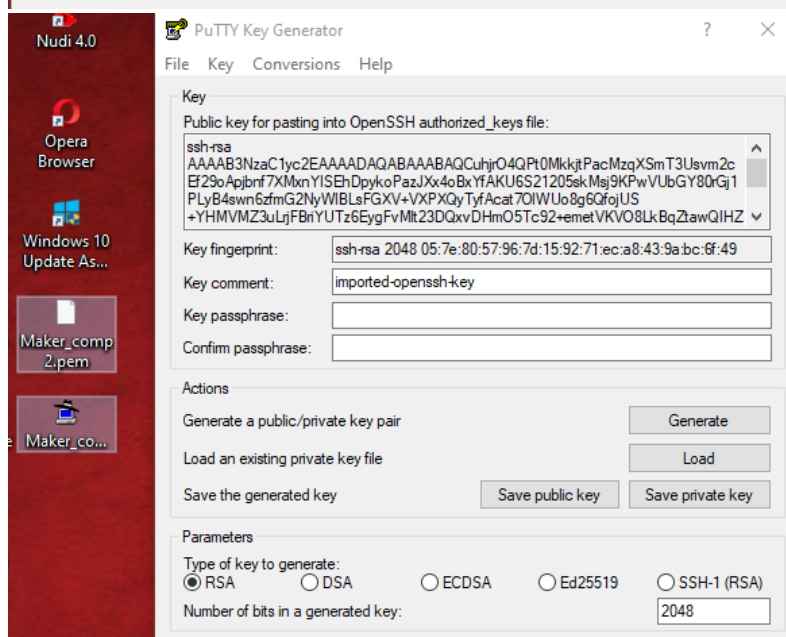 Nudi 4.0
Opera
Browser
Windows 10
Update As...
Maker_comp
2.pem
Maker_co...
PuTTY Key Generator
?
File Key Conversions Help
Key
Public key for pasting into OpenSSH authorized_keys file:
ssh-rsa
AAAAB3NzaC1yc2EAAAADAQABAAABAQCuhjrO4QPt0MkkjtPacMzqXSmT3Usvm2c
Ef29oApjbnf7XMxnYISEhDpykoPazJXx4oBxYfAKU6S21205skMsj9KPwVUbGY80rGj1
PLyB4swn6zfmG2NyWIBLsFGXV+VXPXQyTyfAcat7OIWUo8g6QfojUS
+YHMVMZ3uLrjFBriYUTz6EygFvMlt23DQxvDHmO5Tc92+emetVKVO8LkBqZtawQIHZ
Key fingerprint: ssh-rsa 2048 05:7e:80:57:96:7d:15:92:71:ec:a8:43:9a:bc:6f:49
Key comment: imported-openssh-key
Key passphrase:
Confirm passphrase:
Actions
Generate a public/private key pair Generate
Load an existing private key file Load
Save the generated key Save public key Save private key
Parameters
Type of key to generate:
RSA DSA ECDSA Ed25519 SSH-1 (RSA)
Number of bits in a generated key: 2048